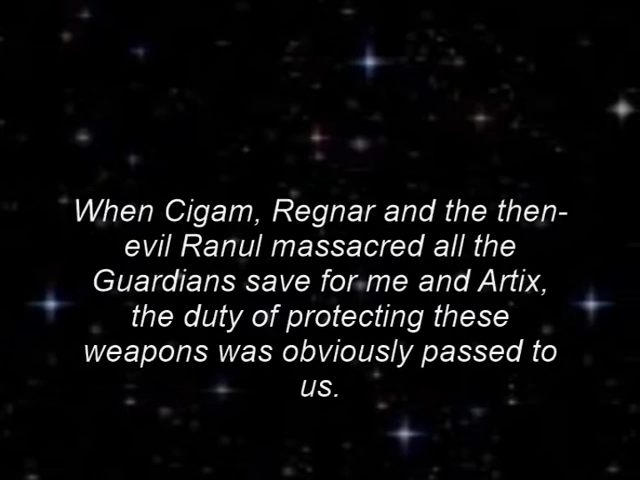 When Cigam, Regnar and the then-
evil Ranul massacred all the
Guardians save for me and Artix,
the duty of protecting these
weapons was obviously passed to
us.